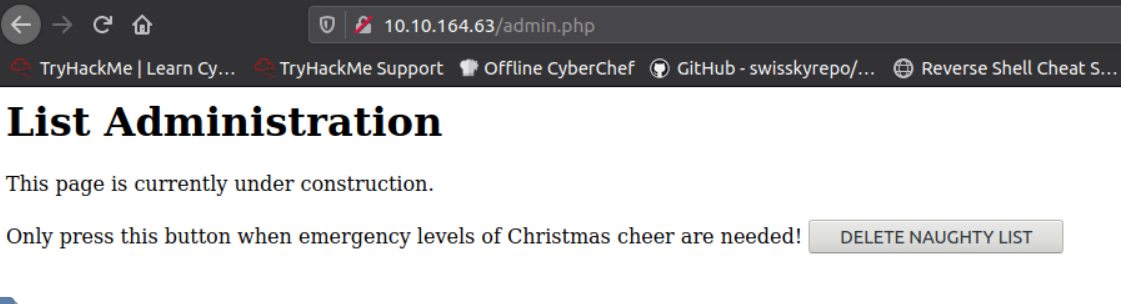 10.10.164.63/admin.php
TryHackMe | Learn Cy... TryHackMe Support Offline CyberChef GitHub - swisskyrepo/... Reverse Shell Cheat S...
List Administration
This page is currently under construction.
Only press this button when emergency levels of Christmas cheer are needed! DELETE NAUGHTY LIST